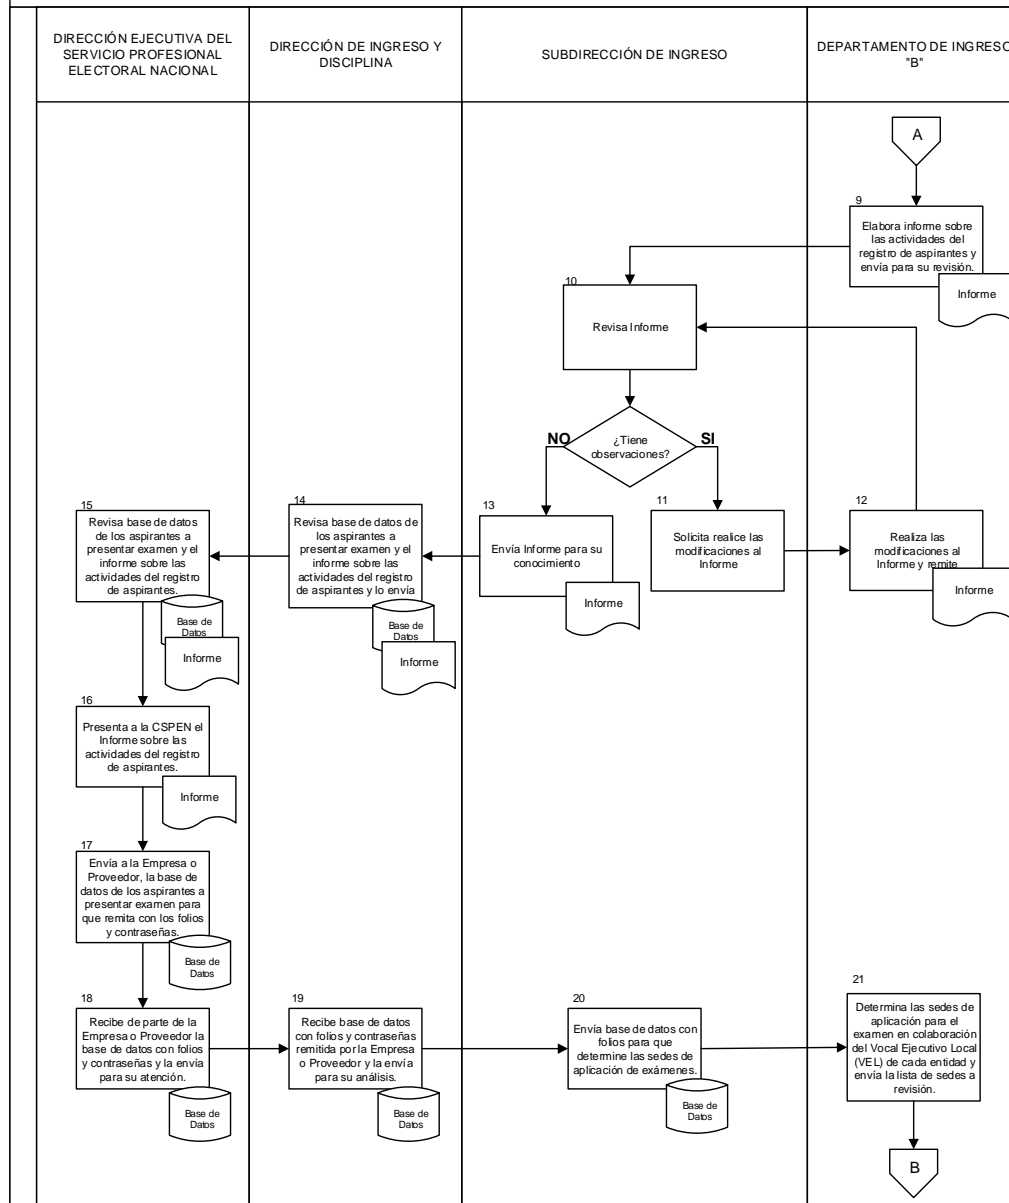 DIRECCIÓN EJECUTIVA DEL
SERVICIO PROFESIONAL
ELECTORAL NACIONAL
DIRECCIÓN DE INGRESO Y
DISCIPLINA
SUBDIRECCIÓN DE INGRESO
DEPARTAMENTO DE INGRESO
"B"
A
9
Elabora informe sobre
las actividades del
registro de aspirantes y
envía para su revisión.
Informe
10
Revisa Informe
¿Tiene
observaciones?
NO
SI
11
Solicita realice las
modificaciones al
Informe
12
Realiza las
modificaciones al
Informe y remite
Informe
13
Envía Informe para su
conocimiento
Informe
14
Revisa base de datos de
los aspirantes a
presentar examen y el
informe sobre las
actividades del registro
de aspirantes y lo envía
Base de
Datos
Informe
15
Revisa base de datos
de los aspirantes a
presentar examen y el
informe sobre las
actividades del registro
de aspirantes.
Base de
Datos
Informe
16
Presenta a la CSPEN el
Informe sobre las
actividades del registro
de aspirantes.
Informe
17
Envía a la Empresa o
Proveedor, la base de
datos de los aspirantes a
presentar examen para
que remita con los folios
y contraseñas.
Base de
Datos
18
Recibe de parte de la
Empresa o Proveedor la
base de datos con folios
y contraseñas y la envía
para su atención.
Base de
Datos
19
Recibe base de datos
con folios y contraseñas
remitida por la Empresa
o Proveedor y la envía
para su análisis.
Base de
Datos
20
Envía base de datos con
folios para que
determine las sedes de
aplicación de exámenes.
Base de
Datos
21
Determina las sedes de
aplicación para el
examen en colaboración
del Vocal Ejecutivo Local
(VEL) de cada entidad y
envía la lista de sedes a
revisión.
B